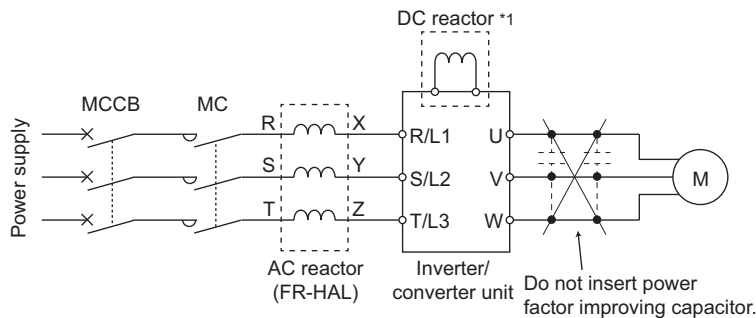 DC reactor *1
MCCB
MC
R
X
R/L1
U
S
Y
S/L2
V
M
T
Z
T/L3
W
Power supply
AC reactor
(FR-HAL)
Inverter/
converter unit
Do not insert power
factor improving capacitor.